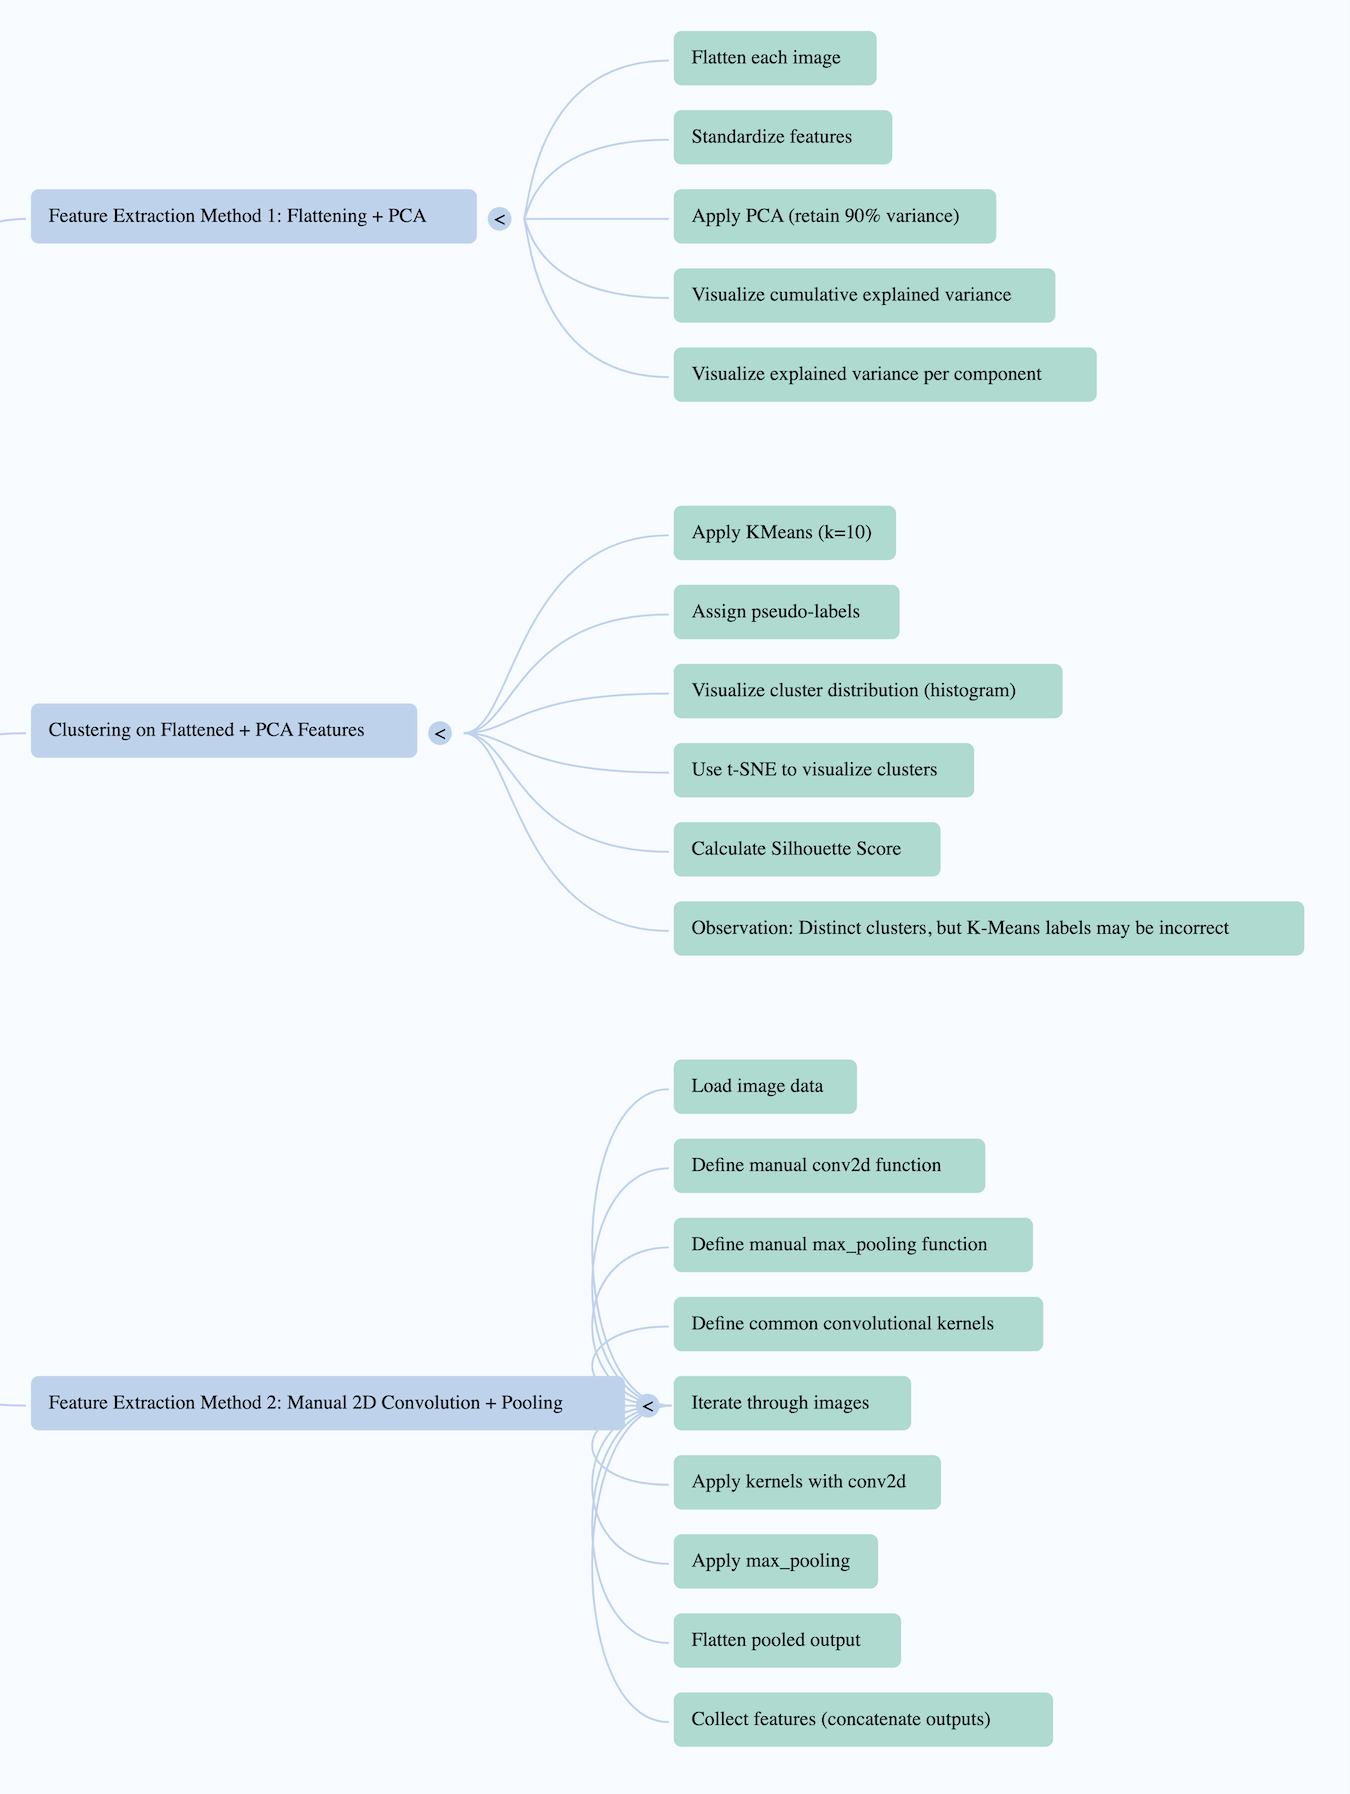 Feature Extraction Method 1: Flattening + PCA
<
Flatten each image
Standardize features
Apply PCA (retain 90% variance)
Visualize cumulative explained variance
Visualize explained variance per component
Clustering on Flattened + PCA Features
<
Apply KMeans (k=10)
Assign pseudo-labels
Visualize cluster distribution (histogram)
Use t-SNE to visualize clusters
Calculate Silhouette Score
Observation: Distinct clusters, but K-Means labels may be incorrect
Feature Extraction Method 2: Manual 2D Convolution + Pooling
<
Load image data
Define manual conv2d function
Define manual max_pooling function
Define common convolutional kernels
Iterate through images
Apply kernels with conv2d
Apply max_pooling
Flatten pooled output
Collect features (concatenate outputs)